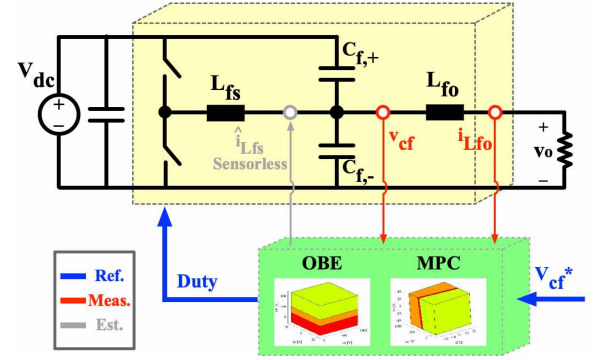 V_dc
+
−
C_f,+
L_fs
L_fo
î_Lfs
Sensorless
v_cf
i_Lfo
+
v_o
−
C_f,-
Ref.
Meas.
Est.
Duty
OBE
MPC
V_cf*